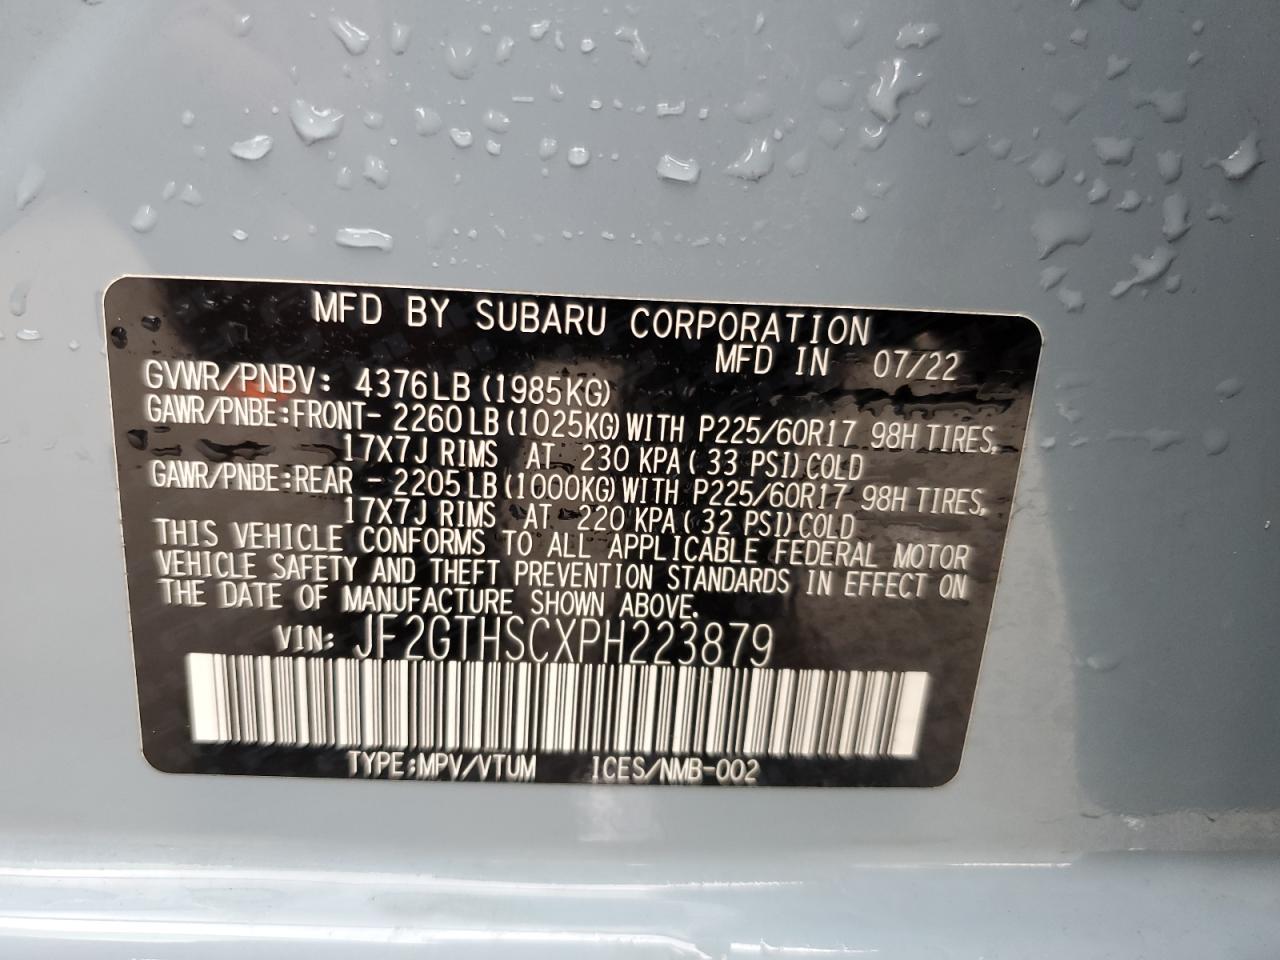 MFD BY SUBARU CORPORATION
MFD IN 07/22
GVWR/PNBV: 4376LB (1985KG)
GAWR/PNBE:FRONT- 2260LB (1025KG) WITH P225/60R17 98H TIRES,
17X7J RIMS AT 230 KPA ( 33 PSI) COLD
GAWR/PNBE:REAR - 2205LB (1000KG) WITH P225/60R17 98H TIRES,
17X7J RIMS AT 220 KPA ( 32 PSI) COLD
THIS VEHICLE CONFORMS TO ALL APPLICABLE FEDERAL MOTOR
VEHICLE SAFETY AND THEFT PREVENTION STANDARDS IN EFFECT ON
THE DATE OF MANUFACTURE SHOWN ABOVE.
VIN: JF2GTHSCXPH223879
TYPE:MPV/VTUM ICES/NMB-002